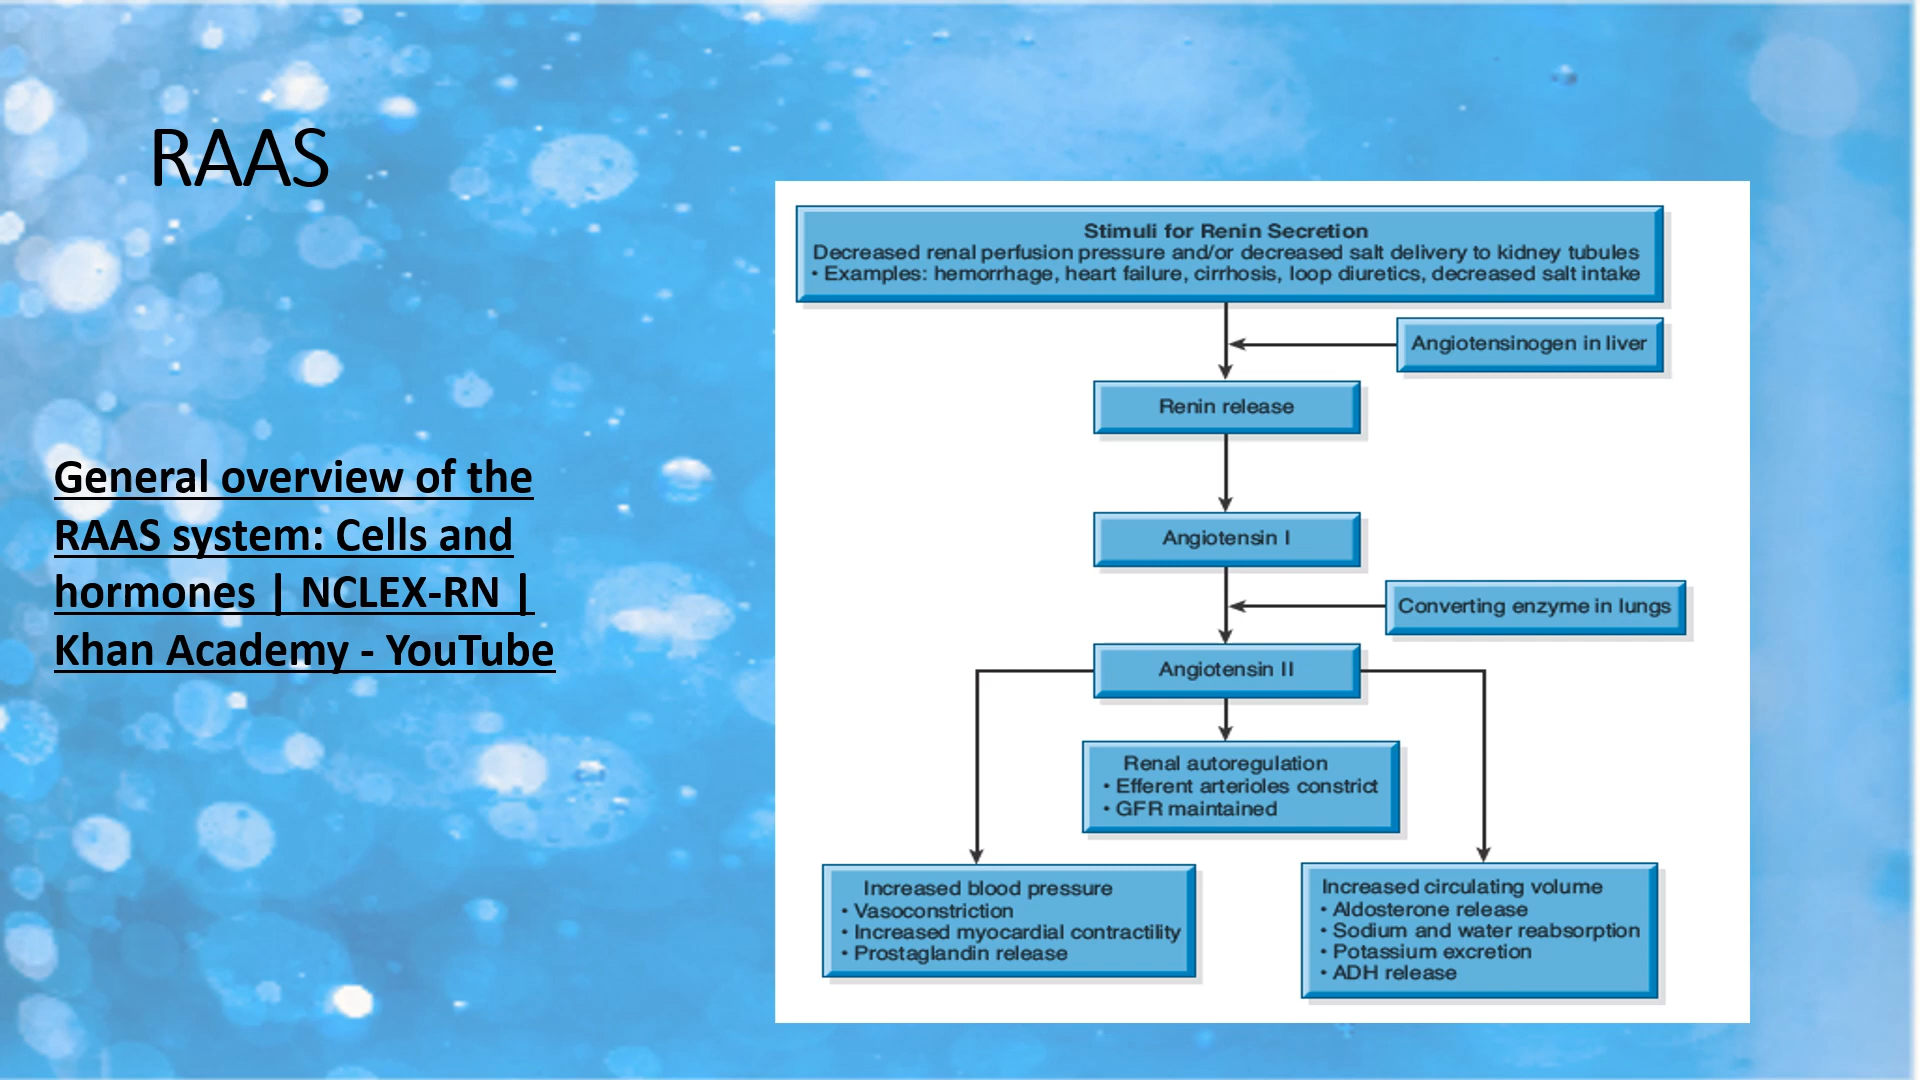 RAAS
General overview of the
RAAS system: Cells and
hormones | NCLEX-RN |
Khan Academy - YouTube
Stimuli for Renin Secretion
Decreased renal perfusion pressure and/or decreased salt delivery to kidney tubules
• Examples: hemorrhage, heart failure, cirrhosis, loop diuretics, decreased salt intake
Angiotensinogen in liver
Renin release
Angiotensin I
Converting enzyme in lungs
Angiotensin II
Renal autoregulation
• Efferent arterioles constrict
• GFR maintained
Increased blood pressure
• Vasoconstriction
• Increased myocardial contractility
• Prostaglandin release
Increased circulating volume
• Aldosterone release
• Sodium and water reabsorption
• Potassium excretion
• ADH release